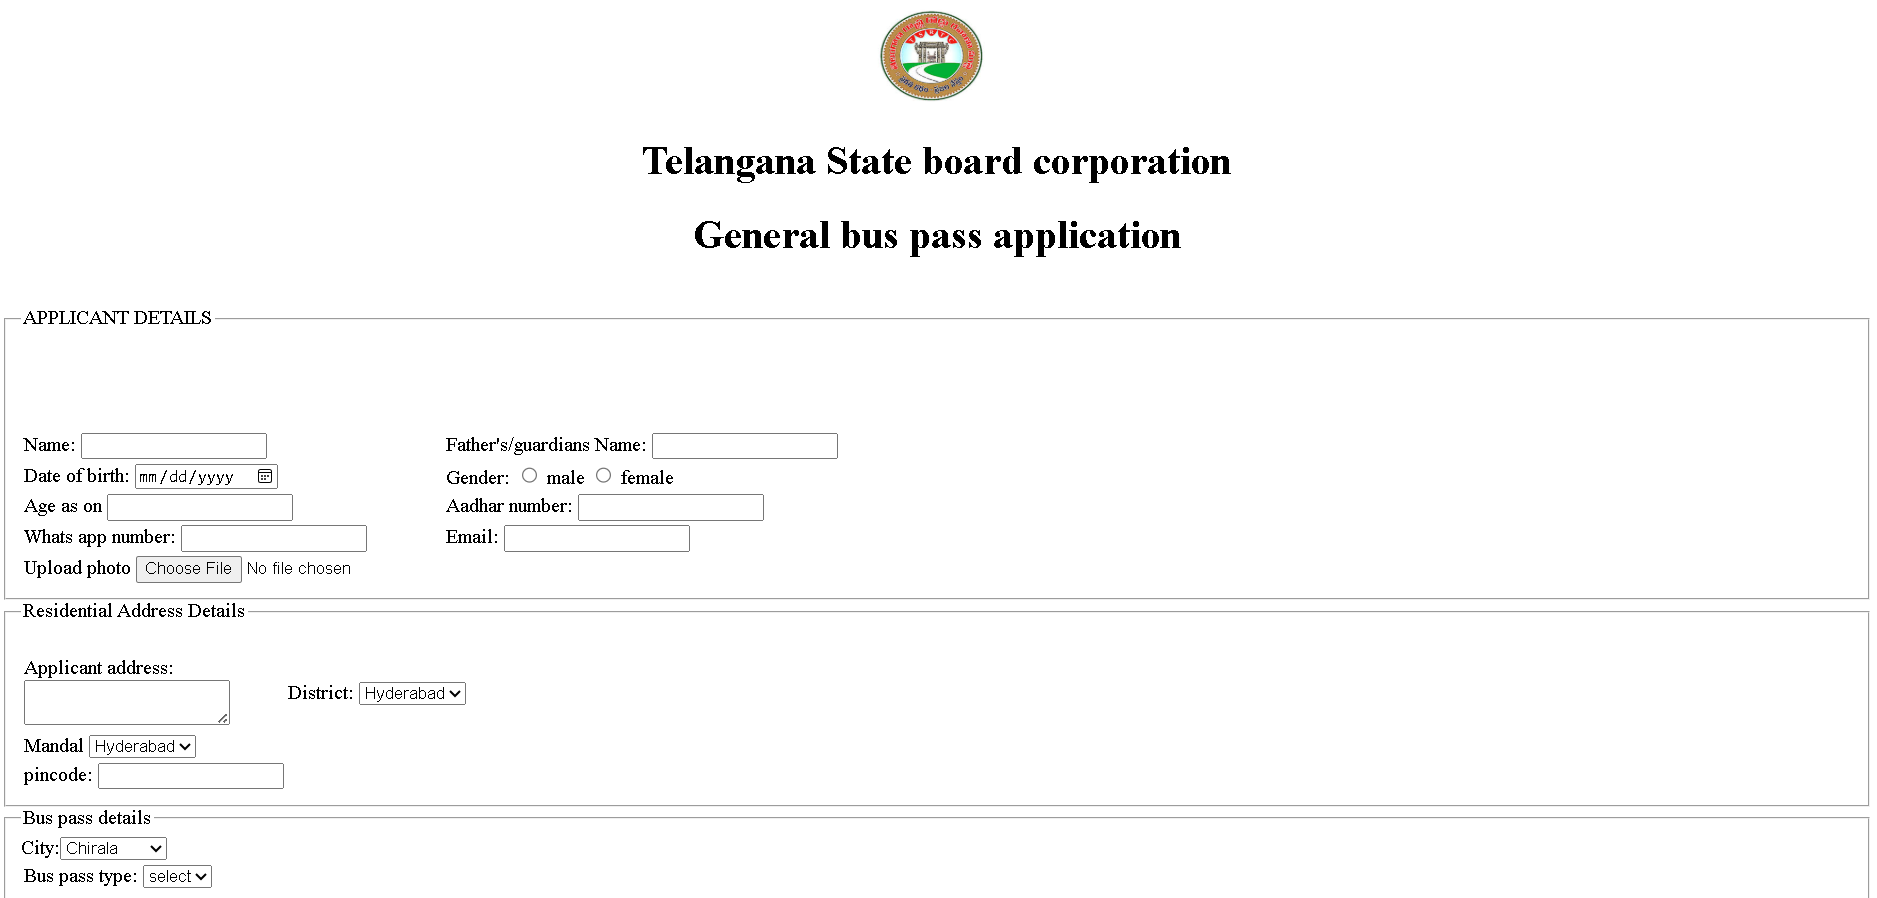 Telangana State board corporation
General bus pass application
APPLICANT DETAILS
Name: Father's/guardians Name:
Date of birth: mm/dd/yyyy Gender: male female
Age as on Aadhar number:
Whats app number: Email:
Upload photo Choose File No file chosen
Residential Address Details
Applicant address:
District: Hyderabad
Mandal Hyderabad
pincode:
Bus pass details
City: Chirala
Bus pass type: select